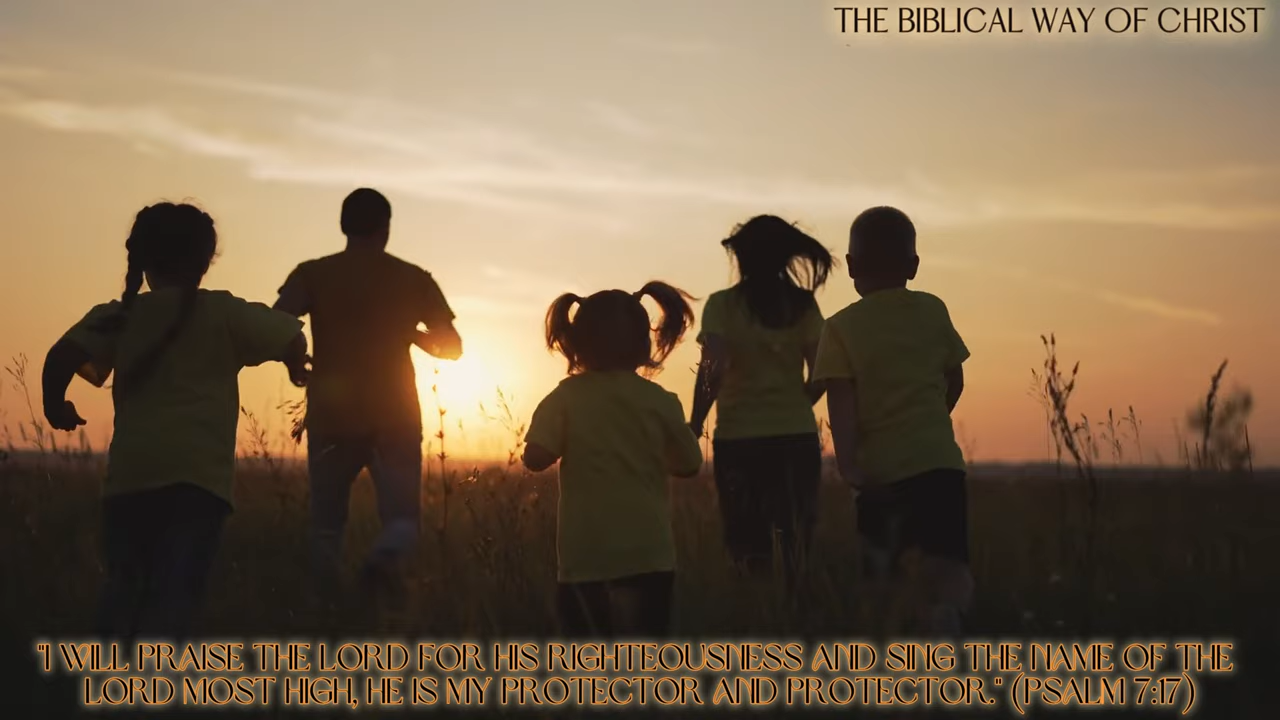 THE BIBLICAL WAY OF CHRIST
"I WILL PRAISE THE LORD FOR HIS RIGHTEOUSNESS AND SING THE NAME OF THE
LORD MOST HIGH, HE IS MY PROTECTOR AND PROTECTOR." (PSALM 7:17)